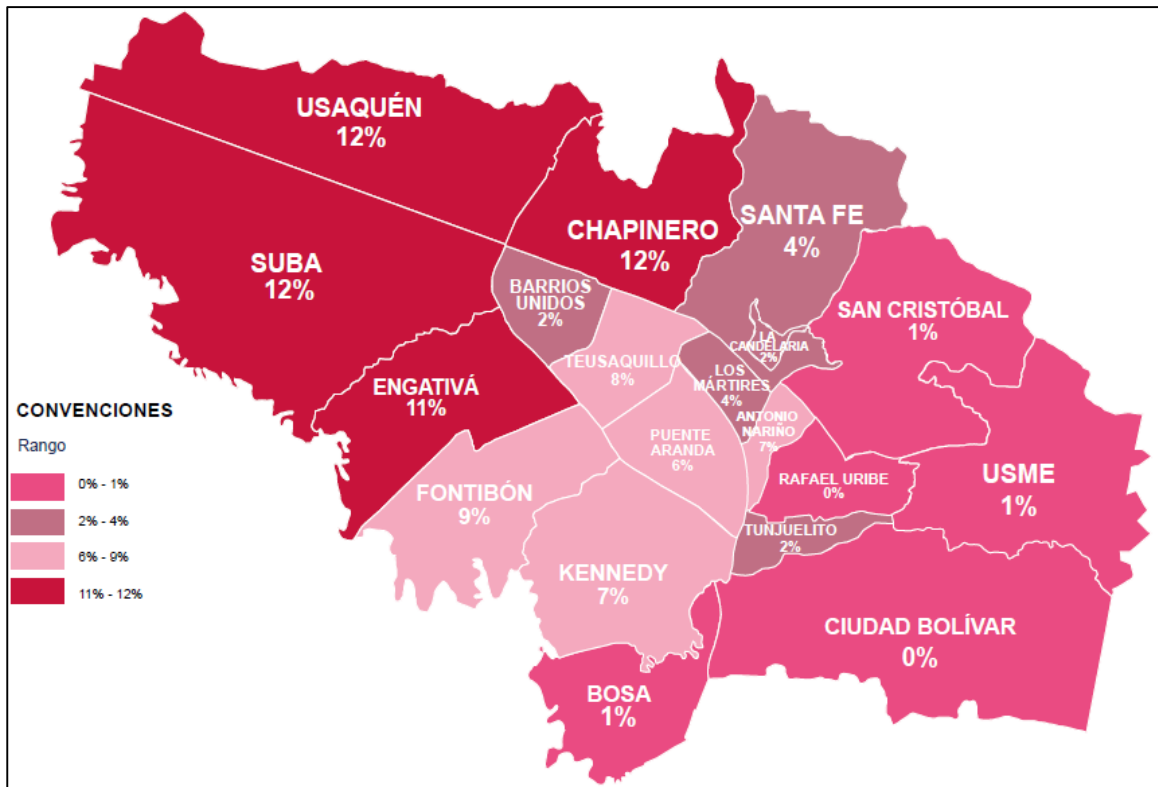 USAQUÉN
12%
CHAPINERO
12%
SANTA FE
4%
SUBA
12%
BARRIOS
UNIDOS
2%
SAN CRISTÓBAL
1%
LA
CANDELARIA
2%
TEUSAQUILLO
8%
LOS
MÁRTIRES
4%
ENGATIVÁ
11%
ANTONIO
NARIÑO
7%
PUENTE
ARANDA
6%
RAFAEL URIBE
0%
USME
1%
FONTIBÓN
9%
TUNJUELITO
2%
KENNEDY
7%
CIUDAD BOLÍVAR
0%
BOSA
1%
CONVENCIONES
Rango
0% - 1%
2% - 4%
6% - 9%
11% - 12%